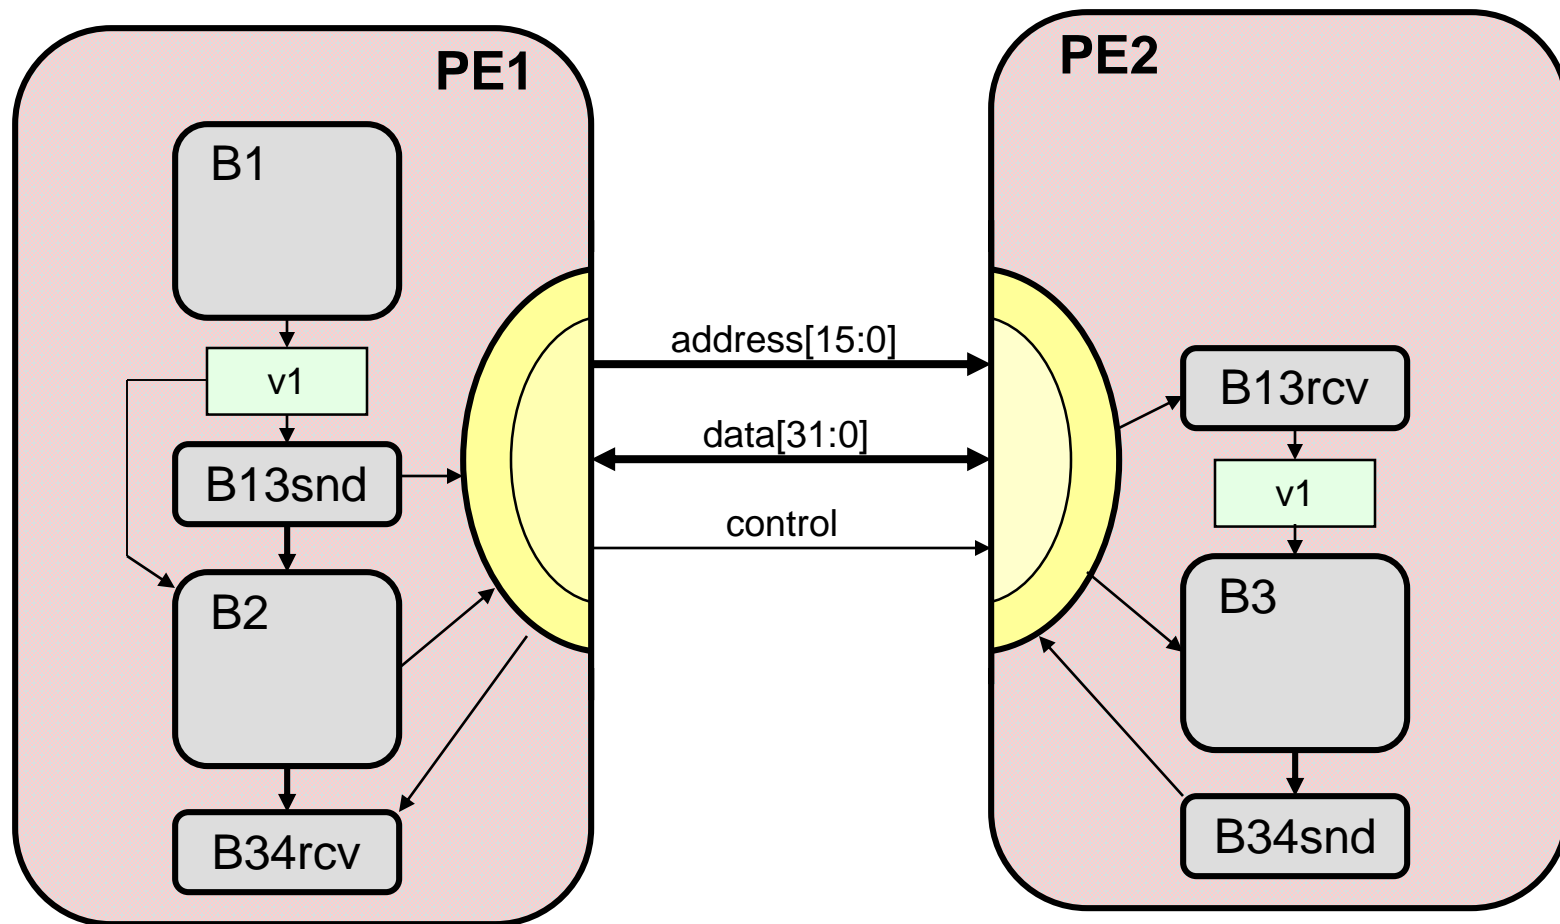 PE1
B1
v1
B13snd
B2
B34rcv
address[15:0]
data[31:0]
control
PE2
B13rcv
v1
B3
B34snd